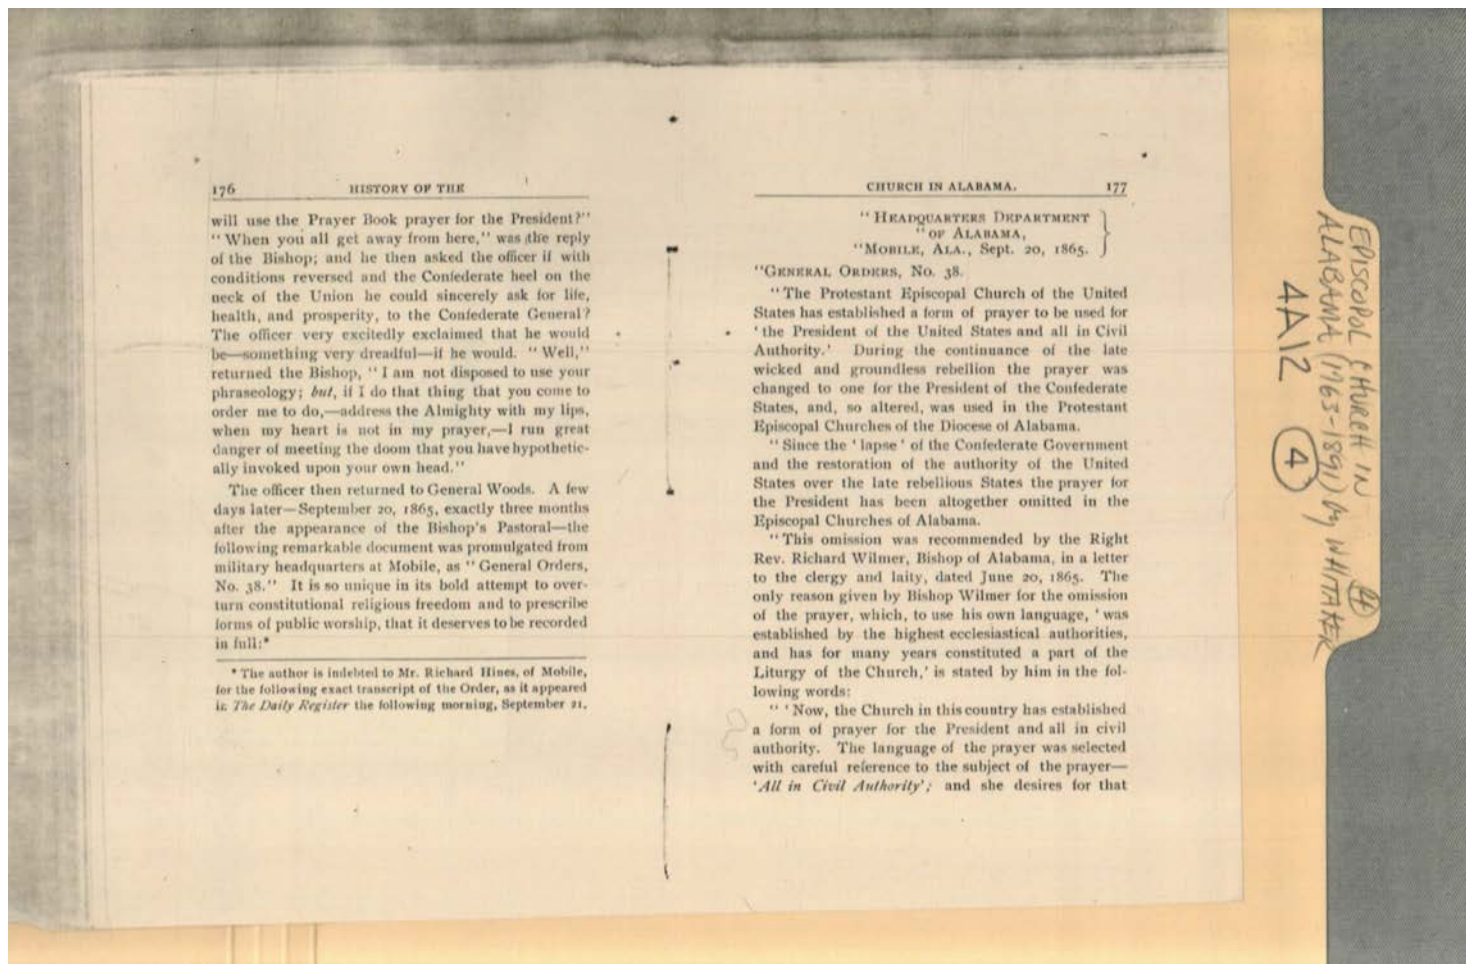 176 HISTORY OF THE
will use the Prayer Book prayer for the President?"
"When you all get away from here," was the reply
of the Bishop; and he then asked the officer if with
conditions reversed and the Confederate heel on the
neck of the Union he could sincerely ask for life,
health, and prosperity, to the Confederate General?
The officer very excitedly exclaimed that he would
be—something very dreadful—if he would. "Well,"
returned the Bishop, "I am not disposed to use your
phraseology; but, if I do that thing that you come to
order me to do,—address the Almighty with my lips,
when my heart is not in my prayer,—I run great
danger of meeting the doom that you have hypothetic-
ally invoked upon your own head."
The officer then returned to General Woods. A few
days later—September 20, 1865, exactly three months
after the appearance of the Bishop's Pastoral—the
following remarkable document was promulgated from
military headquarters at Mobile, as "General Orders,
No. 38." It is so unique in its bold attempt to over-
turn constitutional religious freedom and to prescribe
forms of public worship, that it deserves to be recorded
in full:*
* The author is indebted to Mr. Richard Hines, of Mobile,
for the following exact transcript of the Order, as it appeared
in The Daily Register the following morning, September 21.
CHURCH IN ALABAMA. 177
"HEADQUARTERS DEPARTMENT
"OF ALABAMA,
"MOBILE, ALA., Sept. 20, 1865.
"GENERAL ORDERS, No. 38.
"The Protestant Episcopal Church of the United
States has established a form of prayer to be used for
'the President of the United States and all in Civil
Authority.' During the continuance of the late
wicked and groundless rebellion the prayer was
changed to one for the President of the Confederate
States, and, so altered, was used in the Protestant
Episcopal Churches of the Diocese of Alabama.
"Since the 'lapse' of the Confederate Government
and the restoration of the authority of the United
States over the late rebellious States the prayer for
the President has been altogether omitted in the
Episcopal Churches of Alabama.
"This omission was recommended by the Right
Rev. Richard Wilmer, Bishop of Alabama, in a letter
to the clergy and laity, dated June 20, 1865. The
only reason given by Bishop Wilmer for the omission
of the prayer, which, to use his own language, 'was
established by the highest ecclesiastical authorities,
and has for many years constituted a part of the
Liturgy of the Church,' is stated by him in the fol-
lowing words:
"'Now, the Church in this country has established
a form of prayer for the President and all in civil
authority. The language of the prayer was selected
with careful reference to the subject of the prayer—
'All in Civil Authority'; and she desires for that
EPISCOPOL CHURCH IN
ALABAMA (1763-1891) by WHITAKER
4A12 4